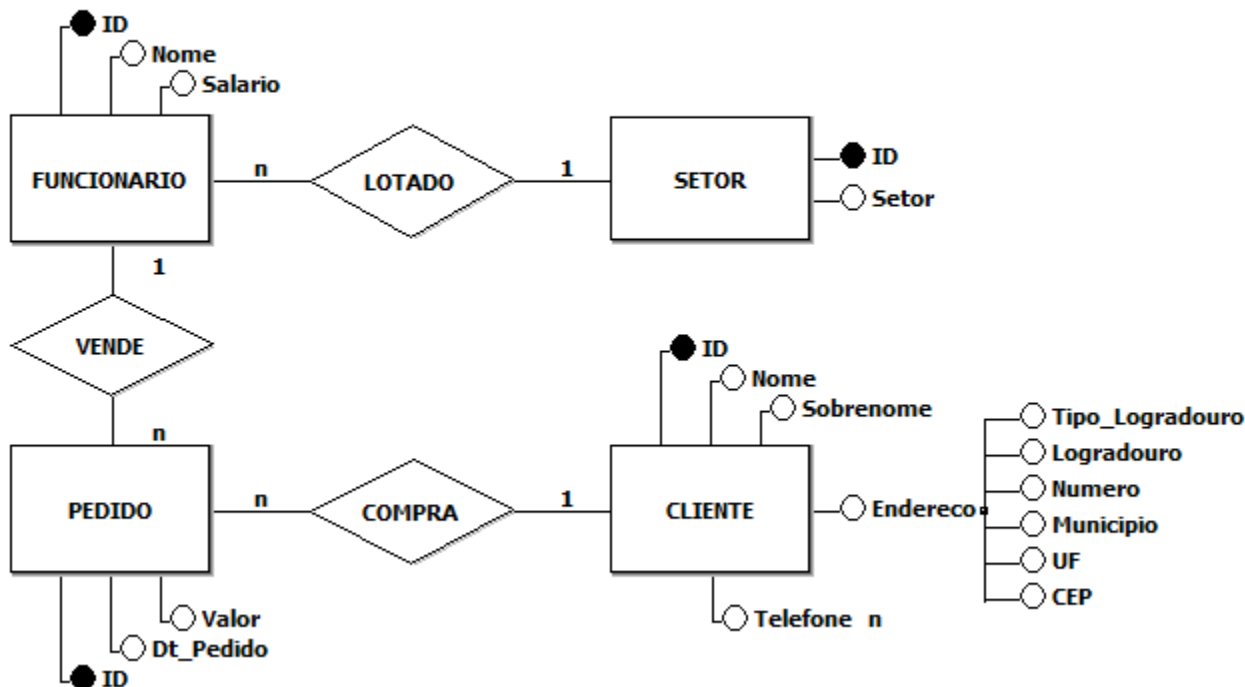 ID
Nome
Salario
FUNCIONARIO
n
LOTADO
1
SETOR
ID
Setor
1
VENDE
n
ID
Nome
Sobrenome
PEDIDO
n
COMPRA
1
CLIENTE
Endereco
Tipo_Logradouro
Logradouro
Numero
Municipio
UF
CEP
Valor
Dt_Pedido
ID
Telefone n